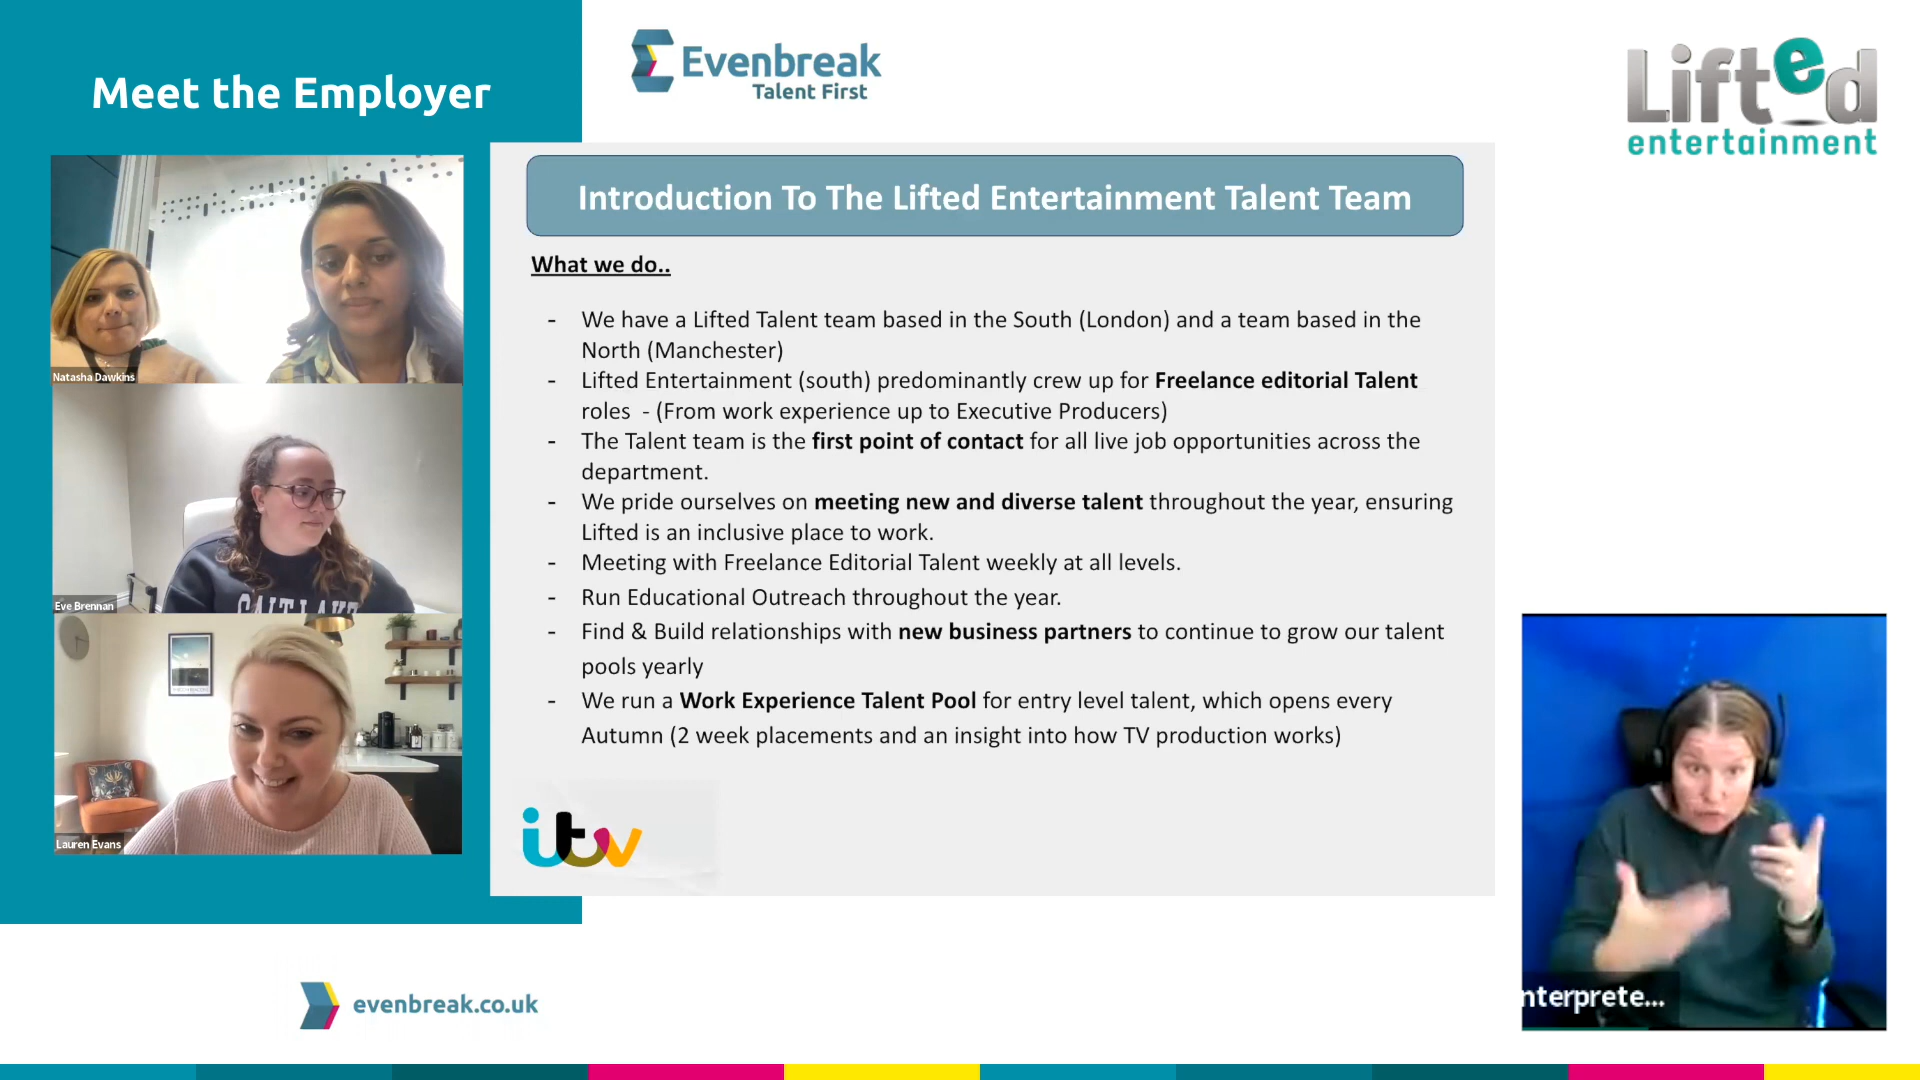 Meet the Employer
Evenbreak
Talent First
Lifted
entertainment
Natasha Dawkins
Eve Brennan
Lauren Evans
Introduction To The Lifted Entertainment Talent Team
What we do..
- We have a Lifted Talent team based in the South (London) and a team based in the
North (Manchester)
- Lifted Entertainment (south) predominantly crew up for Freelance editorial Talent
roles - (From work experience up to Executive Producers)
- The Talent team is the first point of contact for all live job opportunities across the
department.
- We pride ourselves on meeting new and diverse talent throughout the year, ensuring
Lifted is an inclusive place to work.
- Meeting with Freelance Editorial Talent weekly at all levels.
- Run Educational Outreach throughout the year.
- Find & Build relationships with new business partners to continue to grow our talent
pools yearly
- We run a Work Experience Talent Pool for entry level talent, which opens every
Autumn (2 week placements and an insight into how TV production works)
itv
nterprete...
evenbreak.co.uk